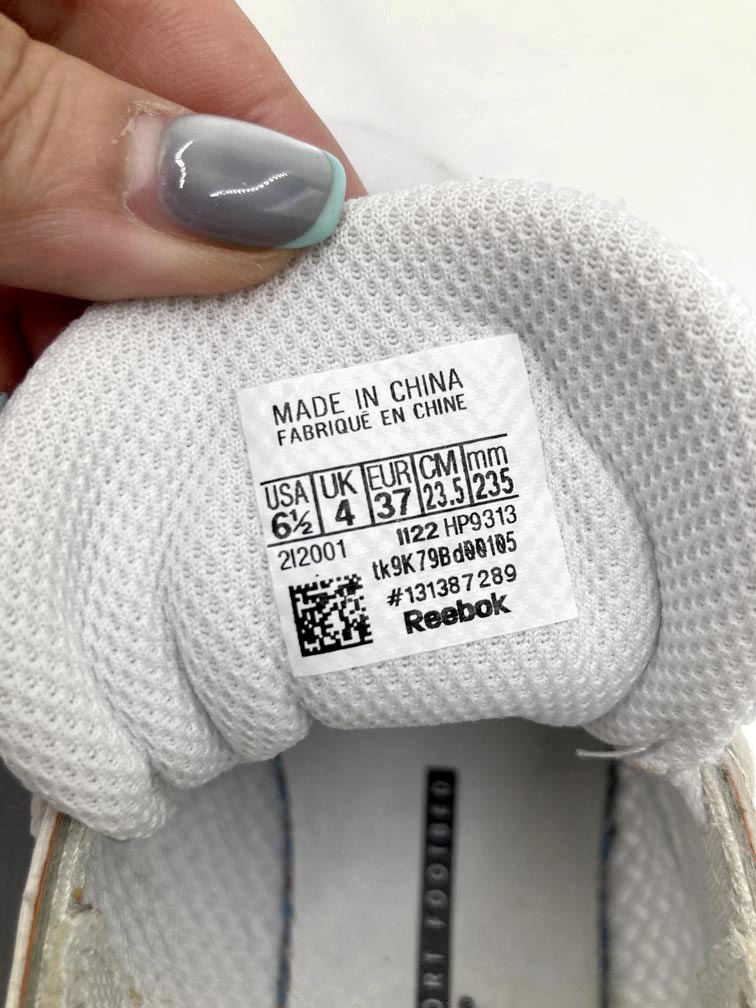 MADE IN CHINA
FABRIQUÉ EN CHINE
USA UK EUR CM mm
6½ 4 37 23.5 235
1122 HP9313
212001
#131387289
Reebok